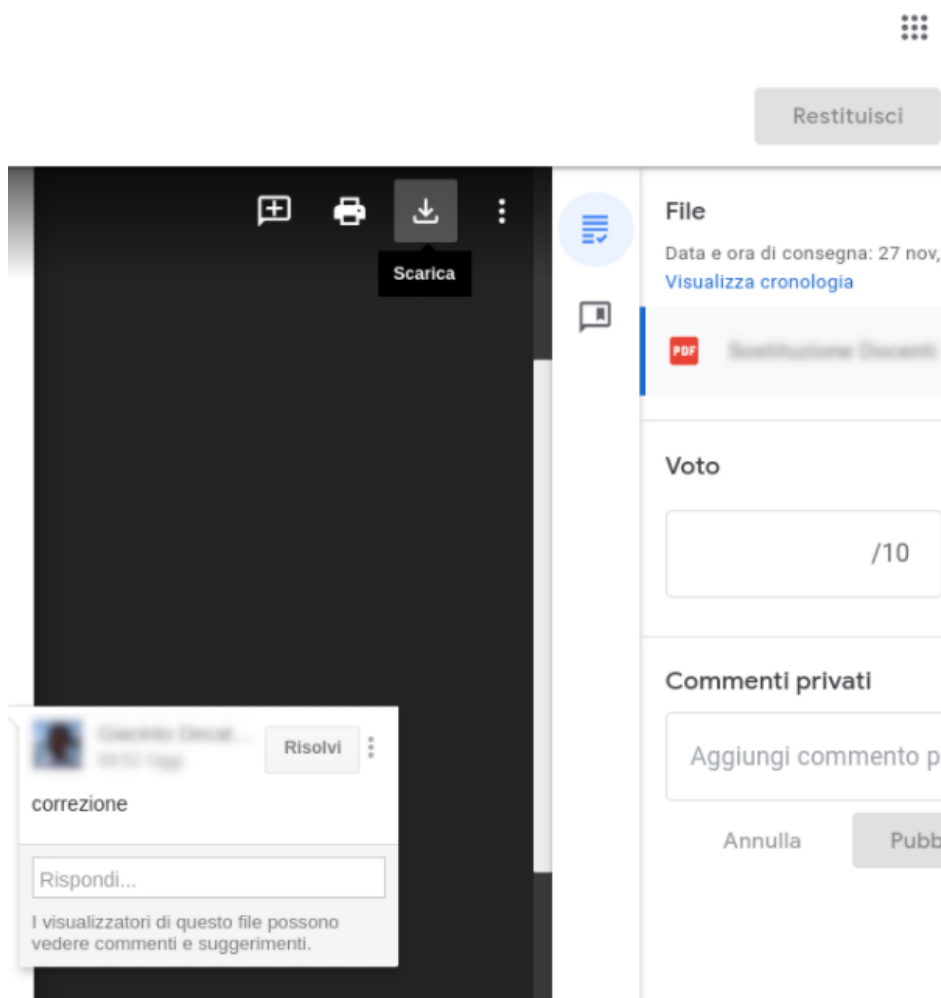 Restituisci
Scarica
File
Data e ora di consegna: 27 nov,
Visualizza cronologia
PDF
Voto
/10
Commenti privati
Aggiungi commento p
Annulla
Pubb
Risolvi
correzione
Rispondi...
I visualizzatori di questo file possono
vedere commenti e suggerimenti.